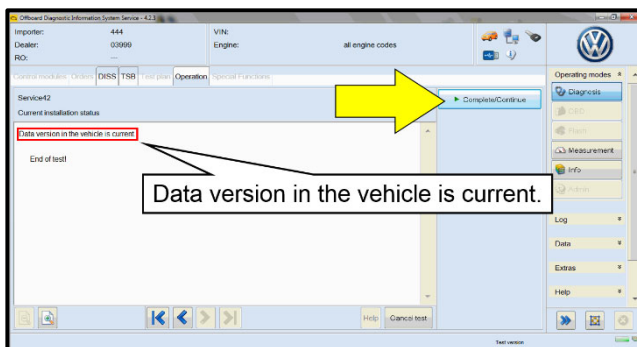 Offboard Diagnostic Information System Service - 4.2.3
Importer: 444 VIN:
Dealer: 03999 Engine: all engine codes
RO: ---
Control modules Orders DISS TSB Test plan Operation Special Functions
Operating modes
Service42
Complete/Continue
Diagnosis
Current installation status
OBD
Data version in the vehicle is current.
Flash
End of test!
Measurement
Info
Data version in the vehicle is current.
Admin
Log
Data
Extras
Help
Help Cancel test
Test version